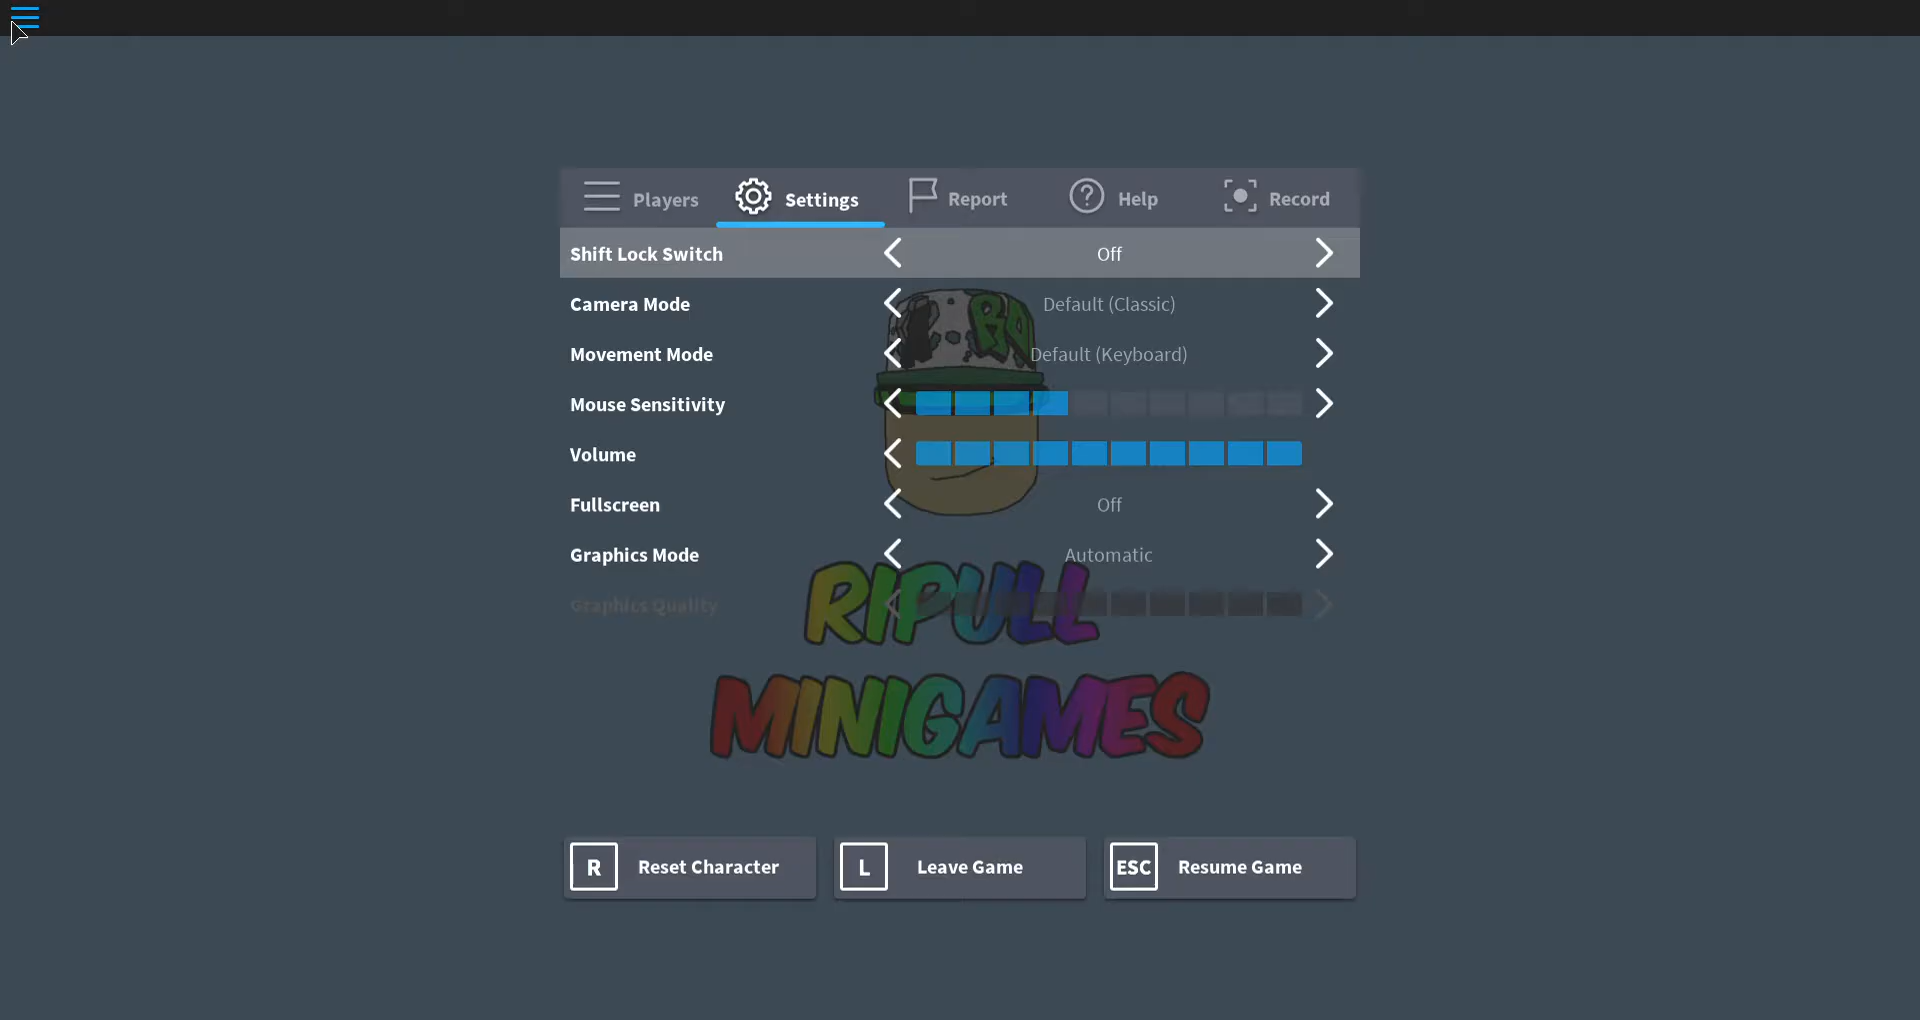 Players Settings Report Help Record
Shift Lock Switch Off
Camera Mode Default (Classic)
Movement Mode Default (Keyboard)
Mouse Sensitivity
Volume
Fullscreen Off
Graphics Mode Automatic
Graphics Quality
RIPULL
MINIGAMES
R Reset Character L Leave Game ESC Resume Game